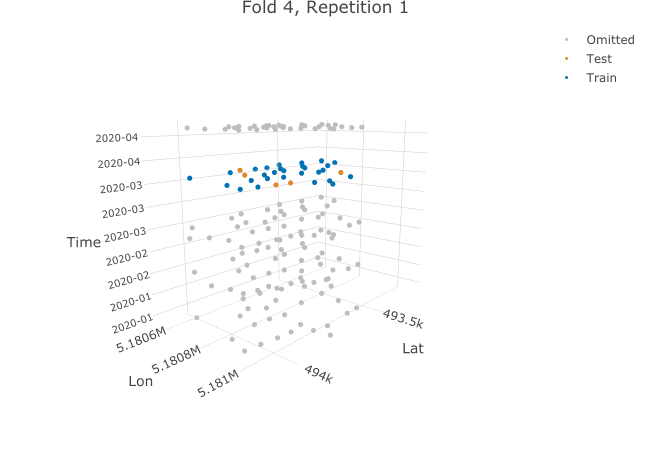 Fold 4, Repetition 1
Omitted
Test
Train
2020-04
2020-04
2020-03
2020-03
2020-03
2020-02
2020-02
2020-01
2020-01
Time
5.1806M
5.1808M
5.181M
Lon
493.5k
494k
Lat